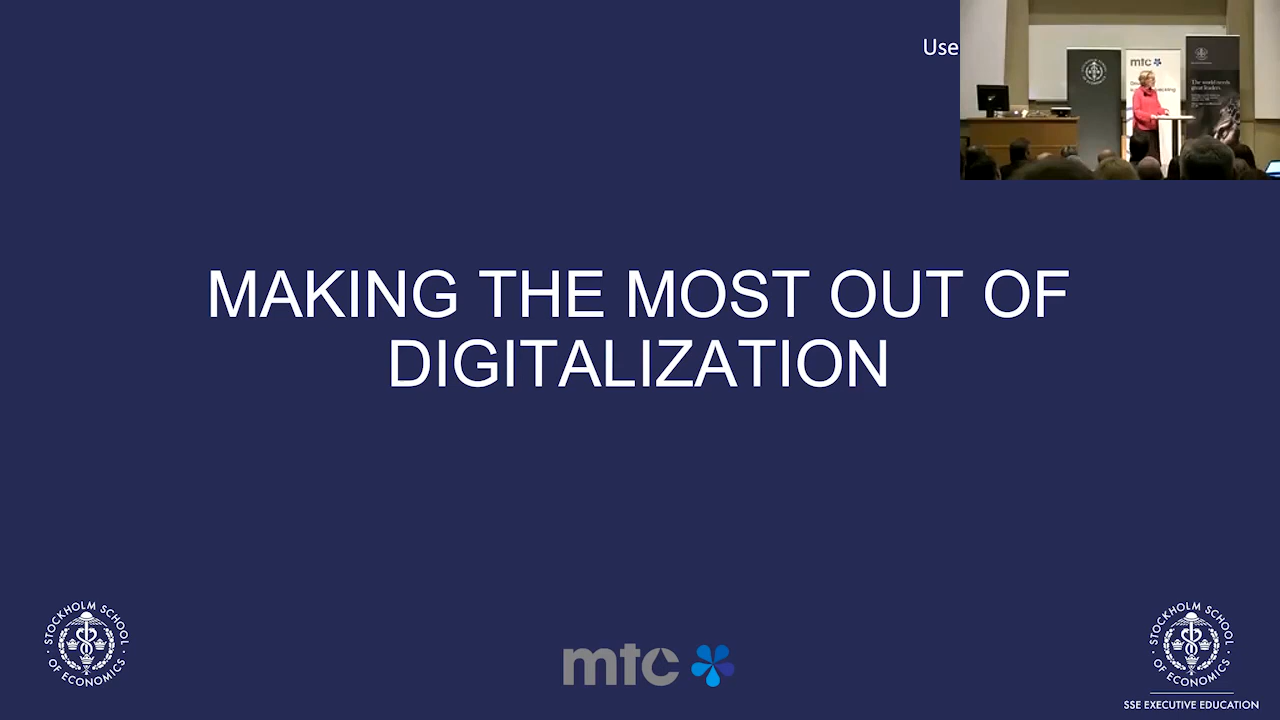 Use
mtc
The world needs
great leaders.
MAKING THE MOST OUT OF
DIGITALIZATION
STOCKHOLM SCHOOL
OF ECONOMICS
mtc
STOCKHOLM SCHOOL
OF ECONOMICS
SSE EXECUTIVE EDUCATION